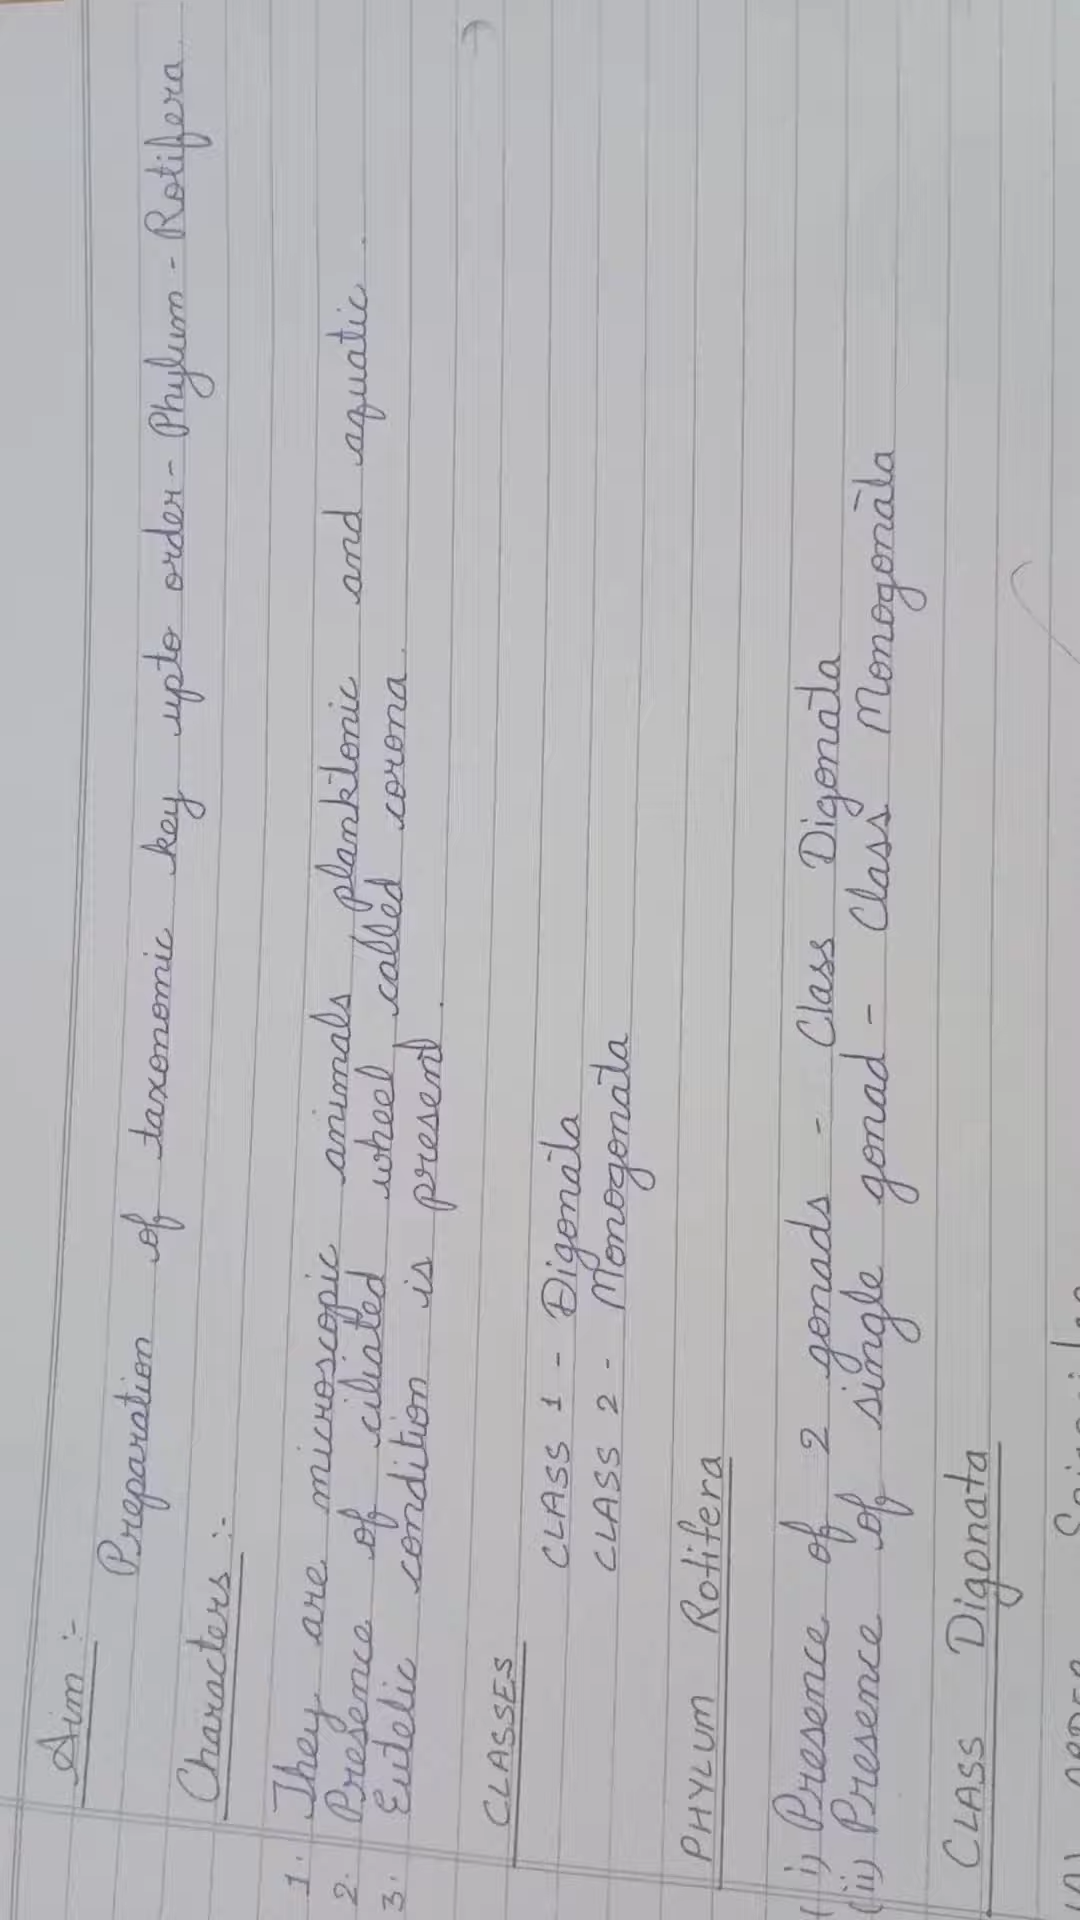 Aim :-
Preparation of taxonomic key upto order - Phylum - Rotifera
Characters :-
1. They are microscopic animals planktonic and aquatic.
2. Presence of ciliated wheel called corona.
3. Eutelic condition is present.
CLASSES
CLASS 1 - Digonata
CLASS 2 - Monogonata
PHYLUM Rotifera
(i) Presence of 2 gonads - Class Digonata
(ii) Presence of single gonad - Class Monogonata
CLASS Digonata